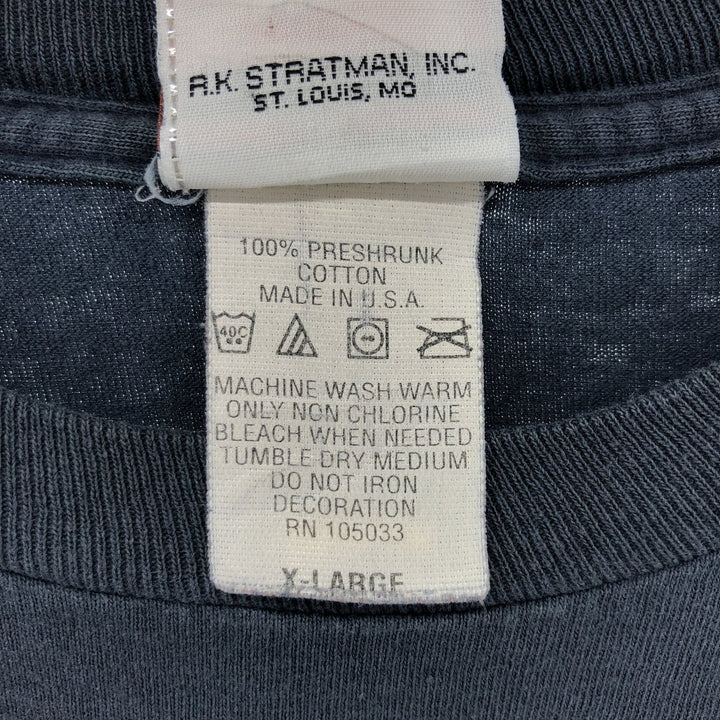 R.K. STRATMAN, INC.
ST. LOUIS, MO
100% PRESHRUNK
COTTON
MADE IN U.S.A.
40C
MACHINE WASH WARM
ONLY NON CHLORINE
BLEACH WHEN NEEDED
TUMBLE DRY MEDIUM
DO NOT IRON
DECORATION
RN 105033
X-LARGE